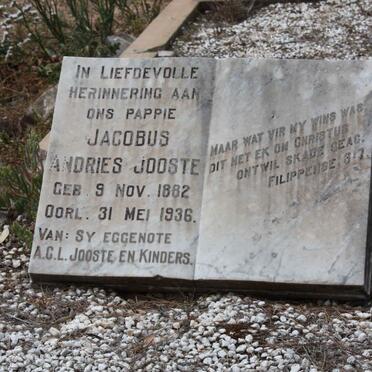 IN LIEFDEVOLLE
HERINNERING AAN
ONS PAPPIE
JACOBUS
ANDRIES JOOSTE
GEB. 9 NOV. 1862
OORL. 31 MEI 1936.
VAN: SY EGGENOTE
A.C.L. JOOSTE EN KINDERS.
MAAR WAT VIR MY WINS WAS,
DIT HET EK OM CHRISTUS
ONTWIL SKADE GEAG.
FILIPPENSE 3:7.